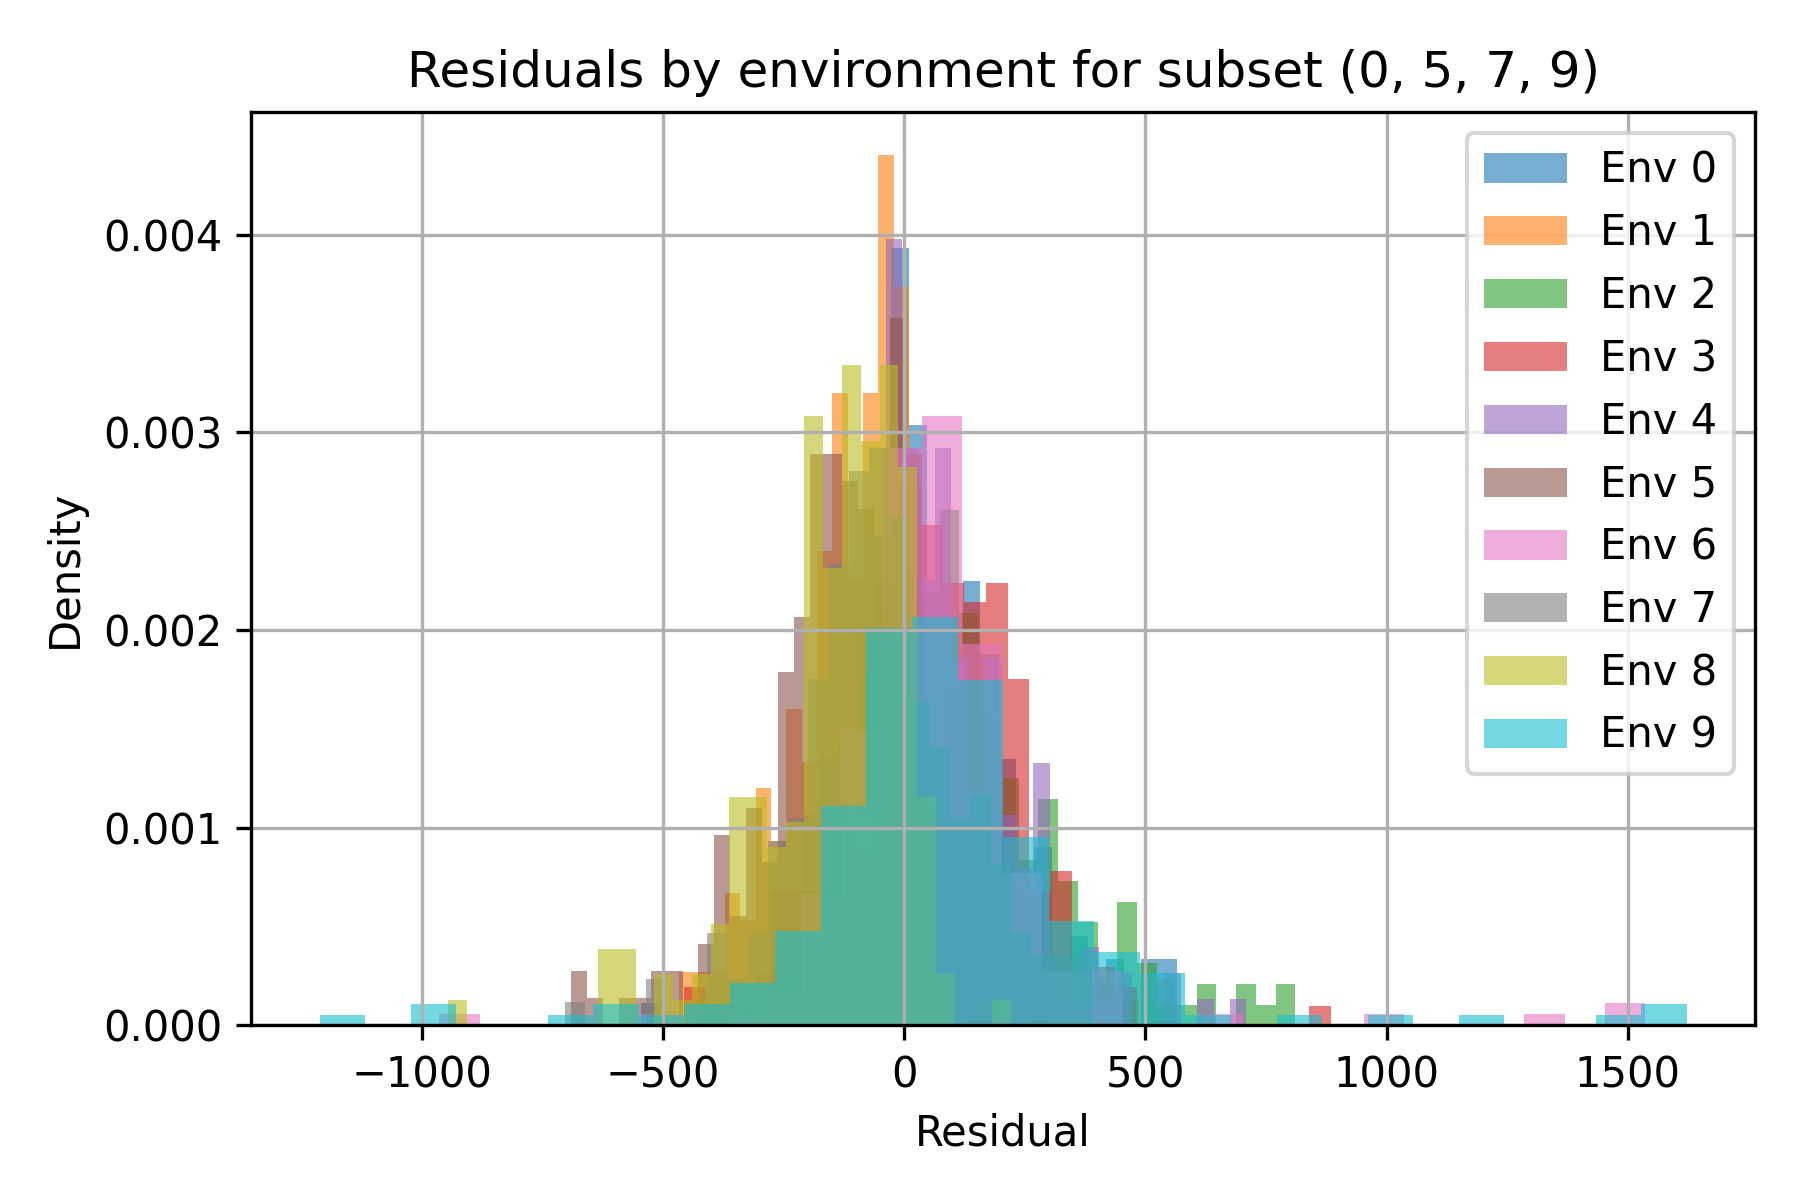 Residuals by environment for subset (0, 5, 7, 9)
Density
0.004
0.003
0.002
0.001
0.000
−1000
−500
0
500
1000
1500
Residual
Env 0
Env 1
Env 2
Env 3
Env 4
Env 5
Env 6
Env 7
Env 8
Env 9